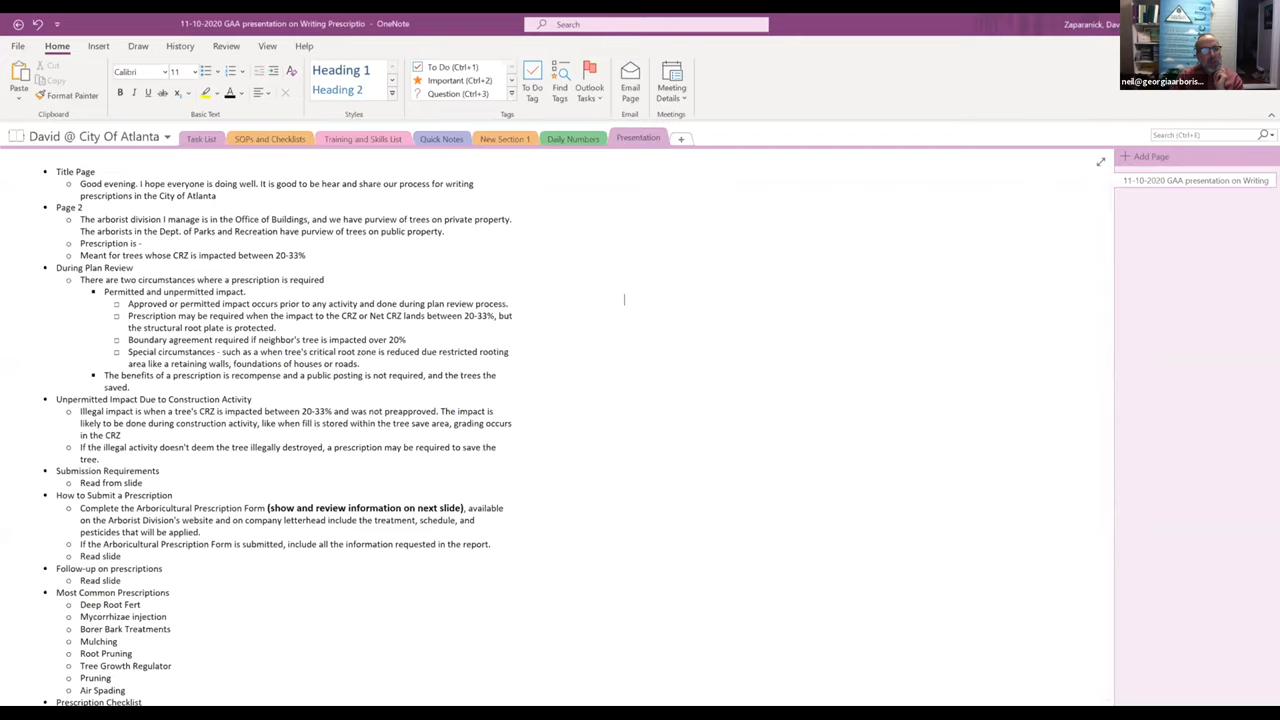 11-10-2020 GAA presentation on Writing Prescriptio - OneNote
Search
Zaparanick, Dav
File Home Insert Draw History Review View Help
Paste
Cut
Copy
Format Painter
Clipboard
Calibri 11
B I U ab x A
Basic Text
Heading 1
Heading 2
Styles
To Do (Ctrl+1)
Important (Ctrl+2)
Question (Ctrl+3)
To Do Tag
Find Tags
Outlook Tasks
Tags
Email Page
Email
Meeting Details
Meetings
neil@georgiaarboris...
David @ City Of Atlanta
Task List
SOPs and Checklists
Training and Skills List
Quick Notes
New Section 1
Daily Numbers
Presentation
Search (Ctrl+E)
Add Page
11-10-2020 GAA presentation on Writing
Title Page
Good evening. I hope everyone is doing well. It is good to be hear and share our process for writing
prescriptions in the City of Atlanta
Page 2
The arborist division I manage is in the Office of Buildings, and we have purview of trees on private property.
The arborists in the Dept. of Parks and Recreation have purview of trees on public property.
Prescription is -
Meant for trees whose CRZ is impacted between 20-33%
During Plan Review
There are two circumstances where a prescription is required
Permitted and unpermitted impact.
Approved or permitted impact occurs prior to any activity and done during plan review process.
Prescription may be required when the impact to the CRZ or Net CRZ lands between 20-33%, but
the structural root plate is protected.
Boundary agreement required if neighbor's tree is impacted over 20%
Special circumstances - such as a when tree's critical root zone is reduced due restricted rooting
area like a retaining walls, foundations of houses or roads.
The benefits of a prescription is recompense and a public posting is not required, and the trees the
saved.
Unpermitted Impact Due to Construction Activity
Illegal impact is when a tree's CRZ is impacted between 20-33% and was not preapproved. The impact is
likely to be done during construction activity, like when fill is stored within the tree save area, grading occurs
in the CRZ
If the illegal activity doesn't deem the tree illegally destroyed, a prescription may be required to save the
tree.
Submission Requirements
Read from slide
How to Submit a Prescription
Complete the Arboricultural Prescription Form (show and review information on next slide), available
on the Arborist Division's website and on company letterhead include the treatment, schedule, and
pesticides that will be applied.
If the Arboricultural Prescription Form is submitted, include all the information requested in the report.
Read slide
Follow-up on prescriptions
Read slide
Most Common Prescriptions
Deep Root Fert
Mycorrhizae injection
Borer Bark Treatments
Mulching
Root Pruning
Tree Growth Regulator
Pruning
Air Spading
Prescription Checklist